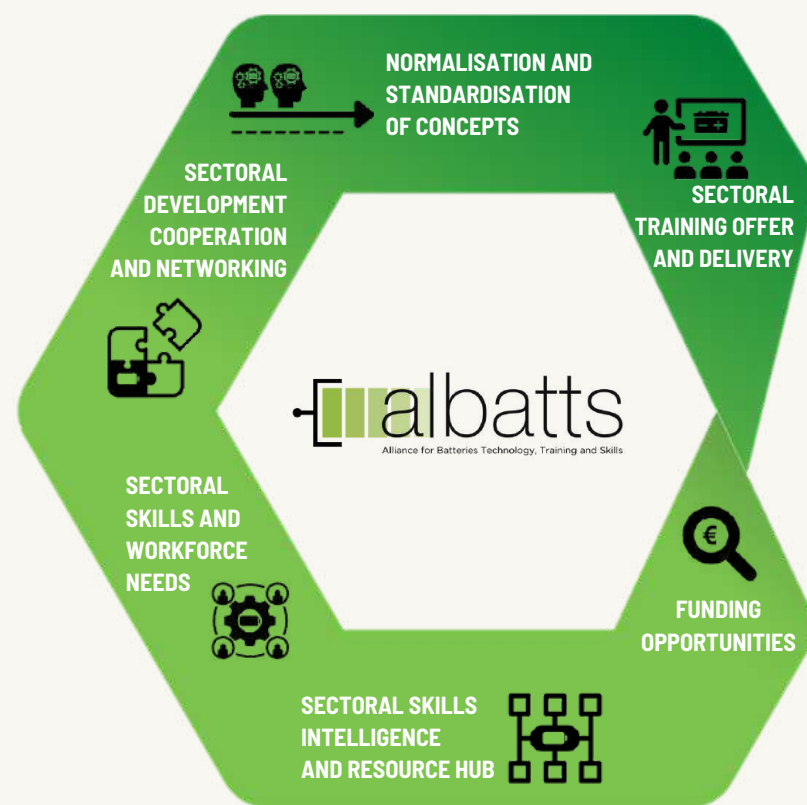 NORMALISATION AND
STANDARDISATION
OF CONCEPTS
SECTORAL
TRAINING OFFER
AND DELIVERY
SECTORAL
DEVELOPMENT
COOPERATION
AND NETWORKING
albatts
Alliance for Batteries Technology, Training and Skills
SECTORAL
SKILLS AND
WORKFORCE
NEEDS
€
FUNDING
OPPORTUNITIES
SECTORAL SKILLS
INTELLIGENCE
AND RESOURCE HUB